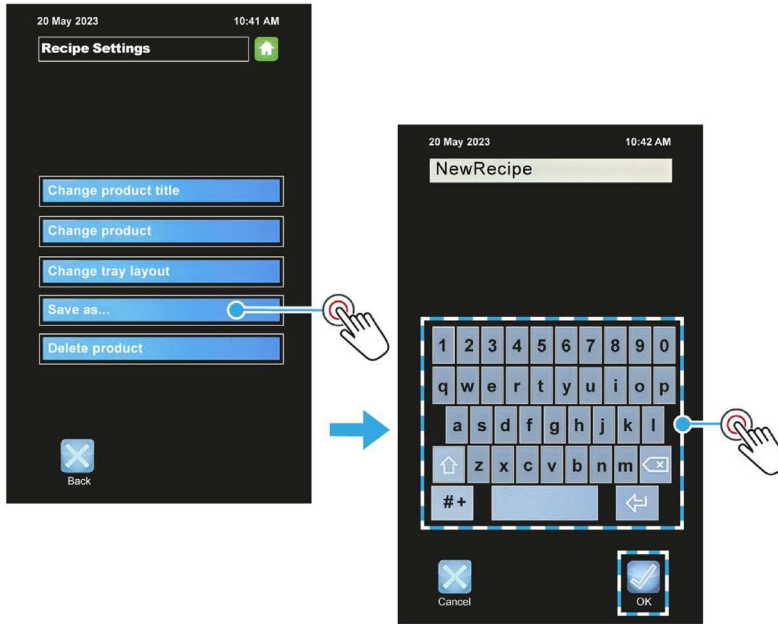 20 May 2023 10:41 AM
Recipe Settings
Change product title
Change product
Change tray layout
Save as...
Delete product
Back
20 May 2023 10:42 AM
NewRecipe
1 2 3 4 5 6 7 8 9 0
q w e r t y u i o p
a s d f g h j k l
z x c v b n m
#+
Cancel OK